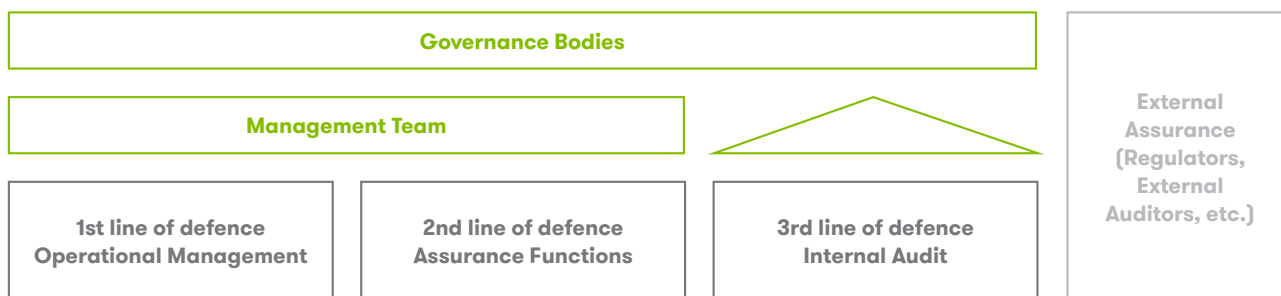 Governance Bodies
Management Team
1st line of defence
Operational Management
2nd line of defence
Assurance Functions
3rd line of defence
Internal Audit
External
Assurance
(Regulators,
External
Auditors, etc.)